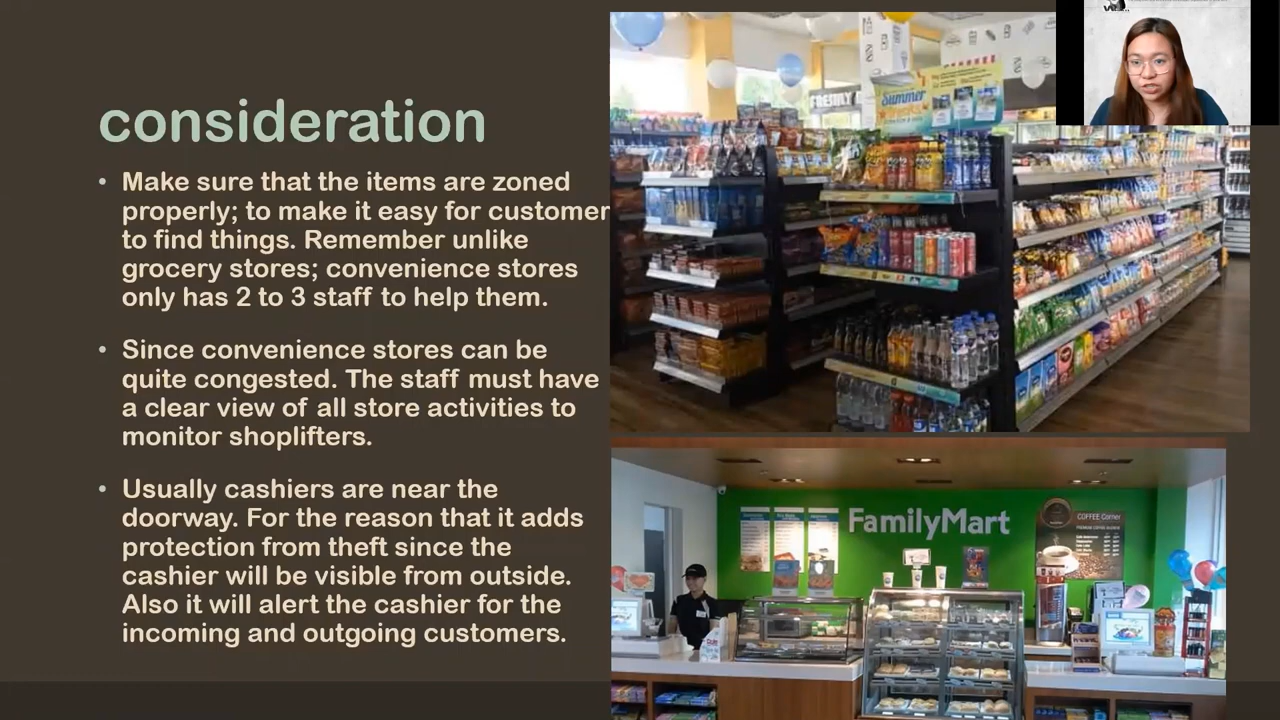 consideration
• Make sure that the items are zoned
properly; to make it easy for customer
to find things. Remember unlike
grocery stores; convenience stores
only has 2 to 3 staff to help them.
• Since convenience stores can be
quite congested. The staff must have
a clear view of all store activities to
monitor shoplifters.
• Usually cashiers are near the
doorway. For the reason that it adds
protection from theft since the
cashier will be visible from outside.
Also it will alert the cashier for the
incoming and outgoing customers.
Summer
FamilyMart
COFFEE Corner